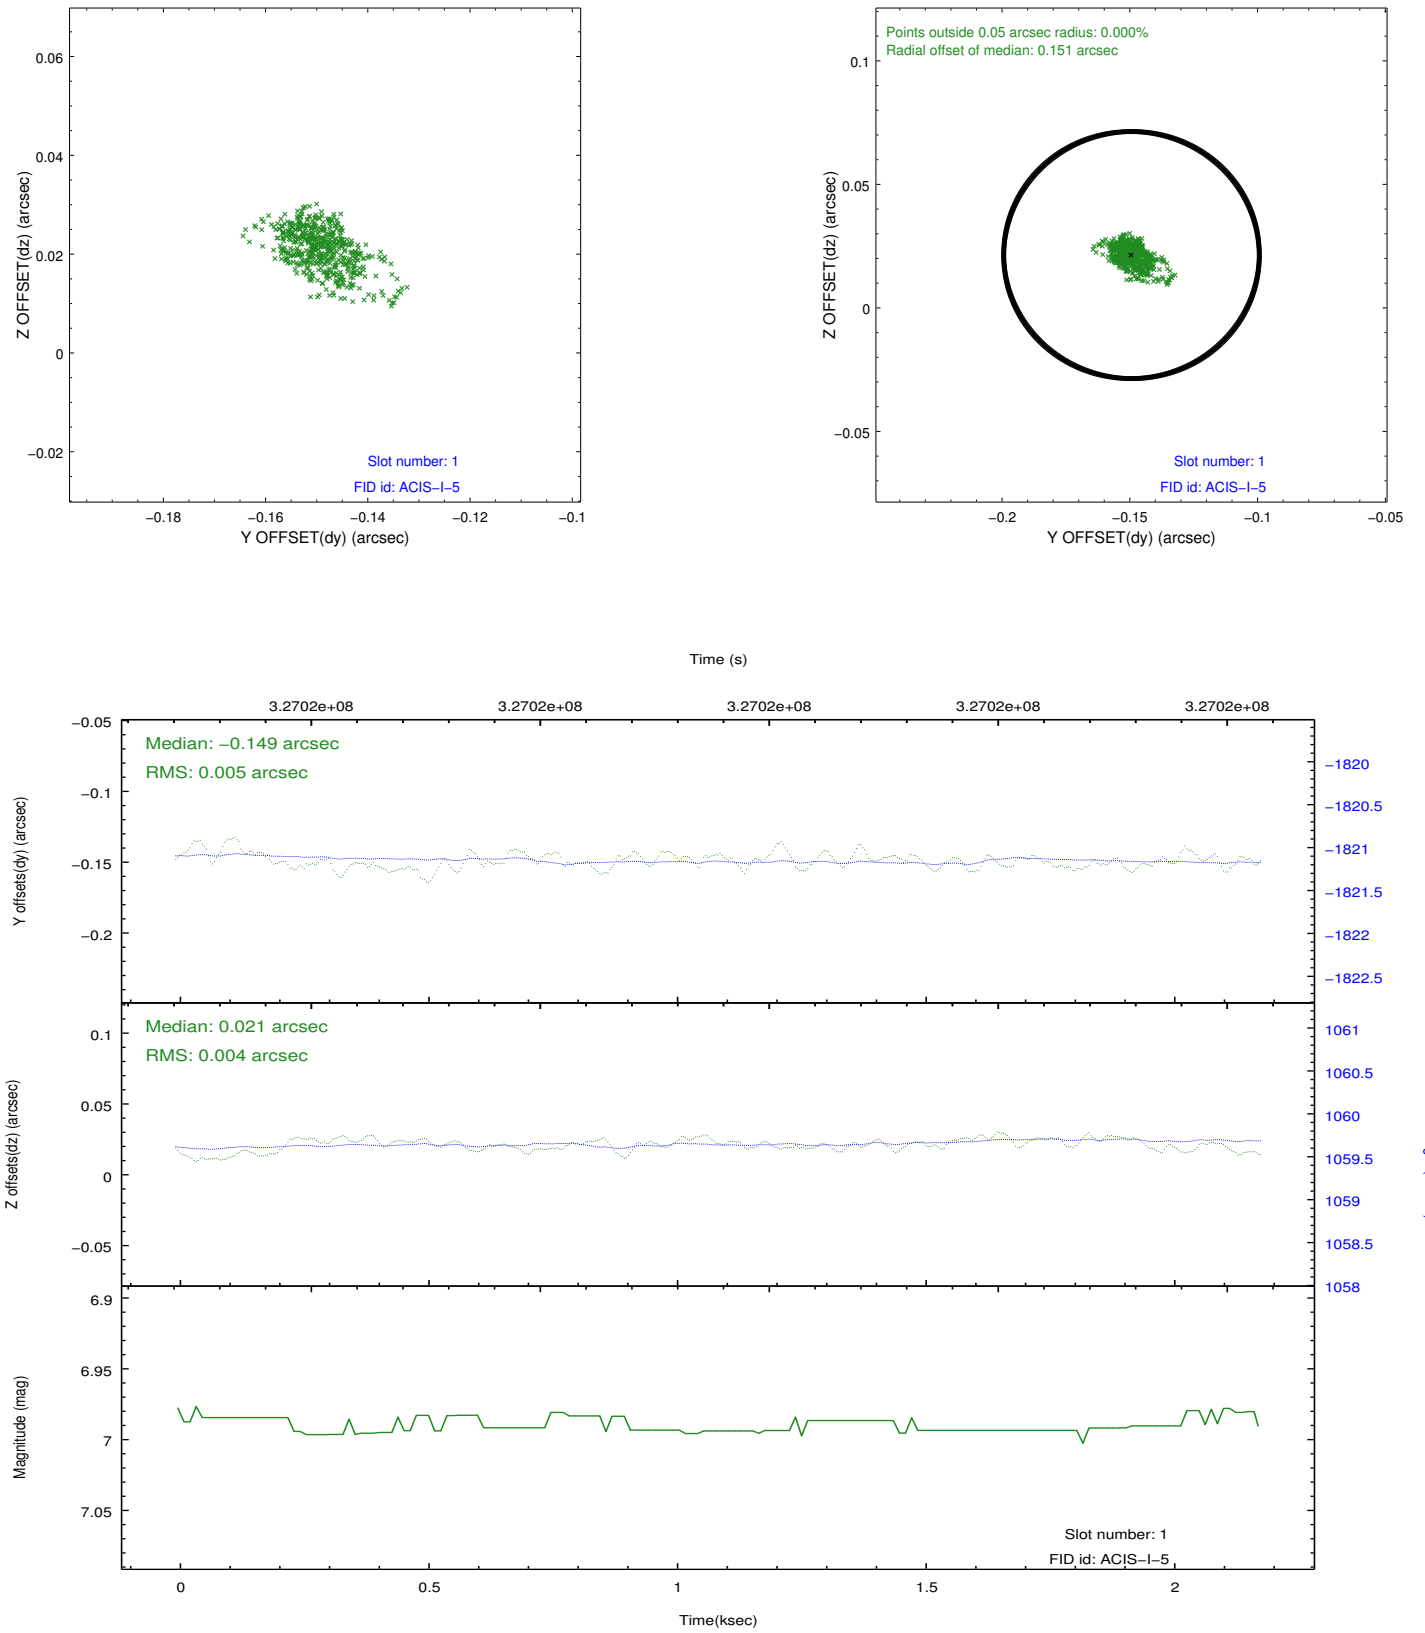 0.06
0.04
0.02
0
−0.02
Z OFFSET(dz) (arcsec)
Slot number: 1
FID id: ACIS−I−5
−0.18 −0.16 −0.14 −0.12 −0.1
Y OFFSET(dy) (arcsec)
Points outside 0.05 arcsec radius: 0.000%
Radial offset of median: 0.151 arcsec
0.1
0.05
0
−0.05
Z OFFSET(dz) (arcsec)
Slot number: 1
FID id: ACIS−I−5
−0.2 −0.15 −0.1 −0.05
Y OFFSET(dy) (arcsec)
Time (s)
3.2702e+08 3.2702e+08 3.2702e+08 3.2702e+08 3.2702e+08
−0.05
−0.1
−0.15
−0.2
Y offsets(dy) (arcsec)
Median: −0.149 arcsec
RMS: 0.005 arcsec
−1820
−1820.5
−1821
−1821.5
−1822
−1822.5
0.1
0.05
0
−0.05
Z offsets(dz) (arcsec)
Median: 0.021 arcsec
RMS: 0.004 arcsec
1061
1060.5
1060
1059.5
1059
1058.5
1058
6.9
6.95
7
7.05
Magnitude (mag)
Slot number: 1
FID id: ACIS−I−5
0 0.5 1 1.5 2
Time(ksec)